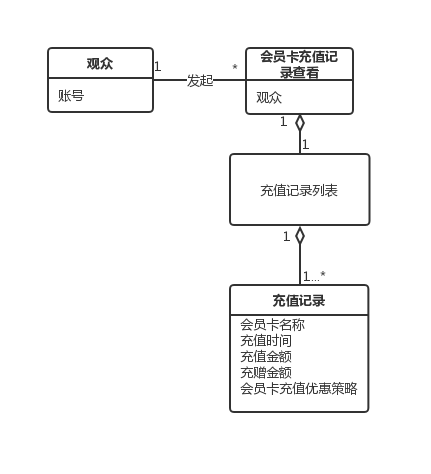 观众
账号
1
发起
*
会员卡充值记
录查看
观众
1
1
充值记录列表
1
1...*
充值记录
会员卡名称
充值时间
充值金额
充赠金额
会员卡充值优惠策略